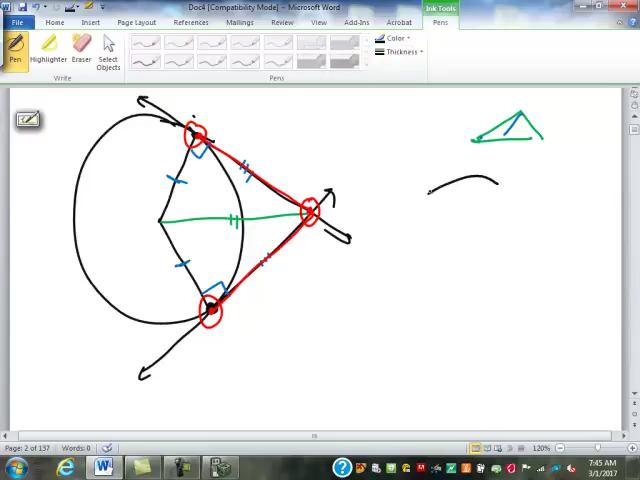 Doc4 [Compatibility Mode] - Microsoft Word
Ink Tools
File Home Insert Page Layout References Mailings Review View Add-Ins Acrobat Pens
Pen Highlighter Eraser Select Objects
Color
Thickness
Write Pens
Page: 2 of 137 Words: 0 120%
7:45 AM
3/1/2017